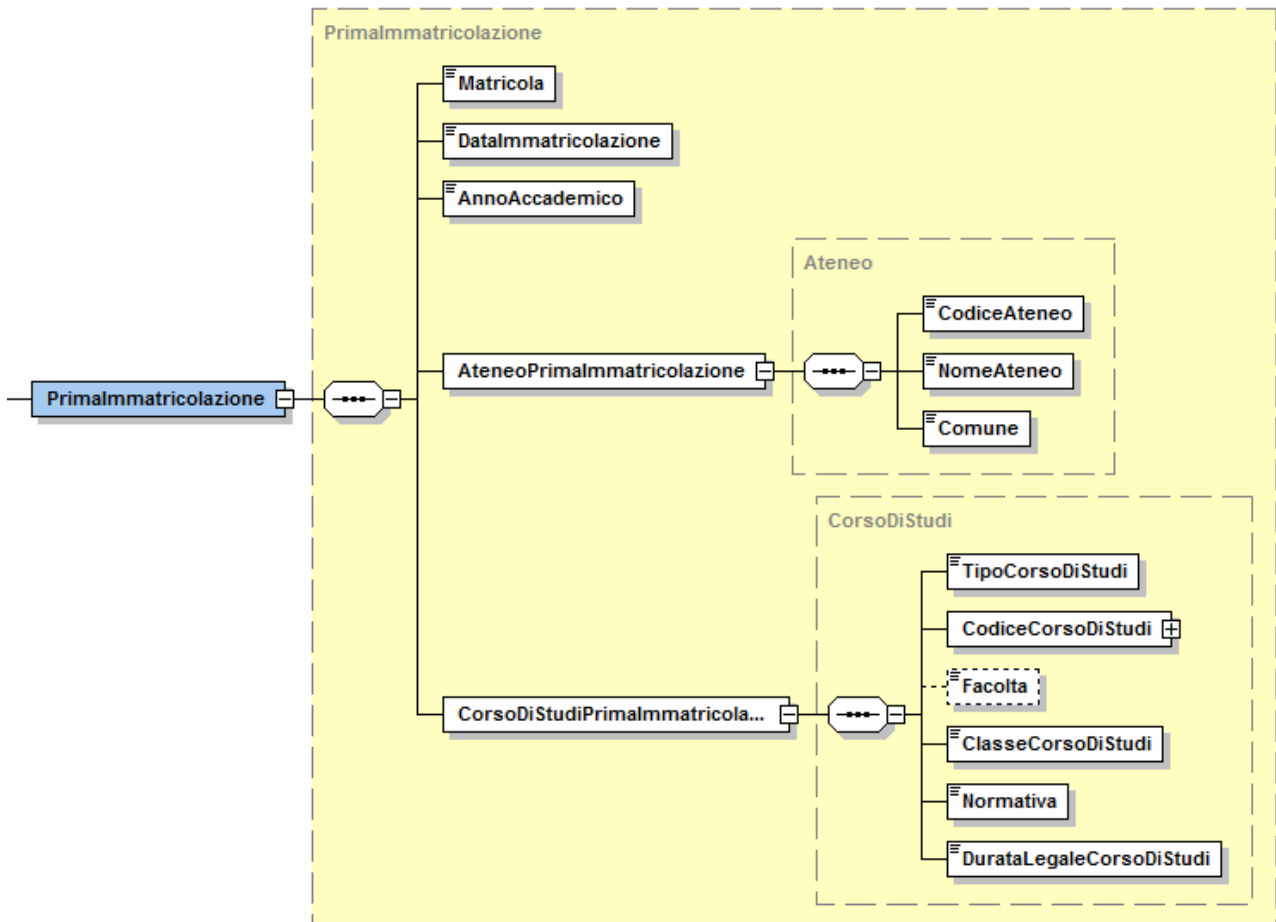 PrimaImmatricolazione
Matricola
DataImmatricolazione
AnnoAccademico
Ateneo
CodiceAteneo
AteneoPrimaImmatricolazione
NomeAteneo
PrimaImmatricolazione
Comune
CorsoDiStudi
TipoCorsoDiStudi
CodiceCorsoDiStudi
Facolta
CorsoDiStudiPrimaImmatricola...
ClasseCorsoDiStudi
Normativa
DurataLegaleCorsoDiStudi